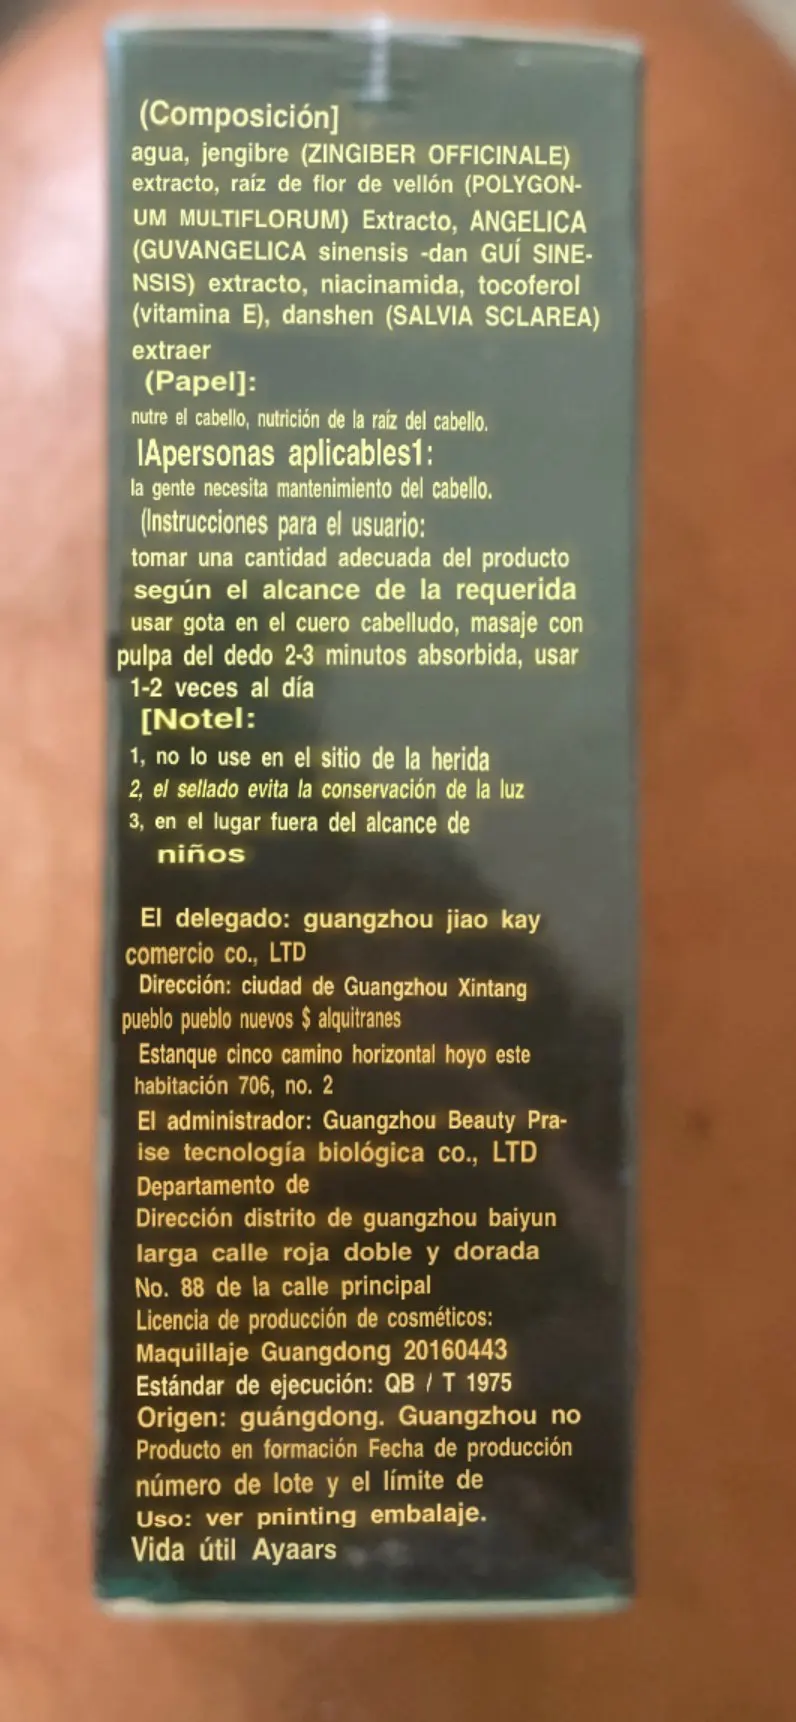 (Composición]
agua, jengibre (ZINGIBER OFFICINALE)
extracto, raíz de flor de vellón (POLYGON-
UM MULTIFLORUM) Extracto, ANGELICA
(GUVANGELICA sinensis -dan GUÍ SINE-
NSIS) extracto, niacinamida, tocoferol
(vitamina E), danshen (SALVIA SCLAREA)
extraer
(Papel]:
nutre el cabello, nutrición de la raíz del cabello.
lApersonas aplicables1:
la gente necesita mantenimiento del cabello.
(Instrucciones para el usuario:
tomar una cantidad adecuada del producto
según el alcance de la requerida
usar gota en el cuero cabelludo, masaje con
pulpa del dedo 2-3 minutos absorbida, usar
1-2 veces al día
[Notel:
1, no lo use en el sitio de la herida
2, el sellado evita la conservación de la luz
3, en el lugar fuera del alcance de
niños
El delegado: guangzhou jiao kay
comercio co., LTD
Dirección: ciudad de Guangzhou Xintang
pueblo pueblo nuevos $ alquitranes
Estanque cinco camino horizontal hoyo este
habitación 706, no. 2
El administrador: Guangzhou Beauty Pra-
ise tecnología biológica co., LTD
Departamento de
Dirección distrito de guangzhou baiyun
larga calle roja doble y dorada
No. 88 de la calle principal
Licencia de producción de cosméticos:
Maquillaje Guangdong 20160443
Estándar de ejecución: QB / T 1975
Origen: guángdong. Guangzhou no
Producto en formación Fecha de producción
número de lote y el límite de
Uso: ver pninting embalaje.
Vida útil Ayaars